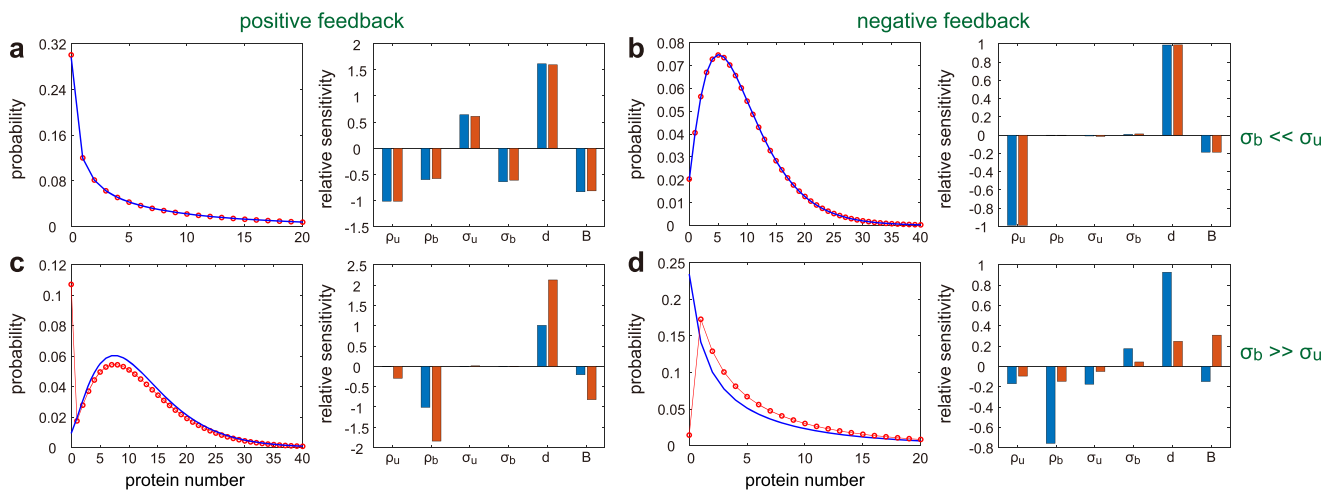 positive feedback
negative feedback
a
probability
0.32
0.24
0.16
0.08
0
0 5 10 15 20
relative sensitivity
2
1.5
1
0.5
0
-0.5
-1
-1.5
ρu ρb σu σb d B
b
probability
0.08
0.07
0.06
0.05
0.04
0.03
0.02
0.01
0
0 5 10 15 20 25 30 35 40
relative sensitivity
1
0.8
0.6
0.4
0.2
0
-0.2
-0.4
-0.6
-0.8
-1
ρu ρb σu σb d B
σb << σu
c
probability
0.12
0.1
0.08
0.06
0.04
0.02
0
0 5 10 15 20 25 30 35 40
protein number
relative sensitivity
2.5
2
1.5
1
0.5
0
-0.5
-1
-1.5
-2
ρu ρb σu σb d B
d
probability
0.25
0.20
0.15
0.10
0.05
0
0 5 10 15 20
protein number
relative sensitivity
1
0.8
0.6
0.4
0.2
0
-0.2
-0.4
-0.6
-0.8
ρu ρb σu σb d B
σb >> σu